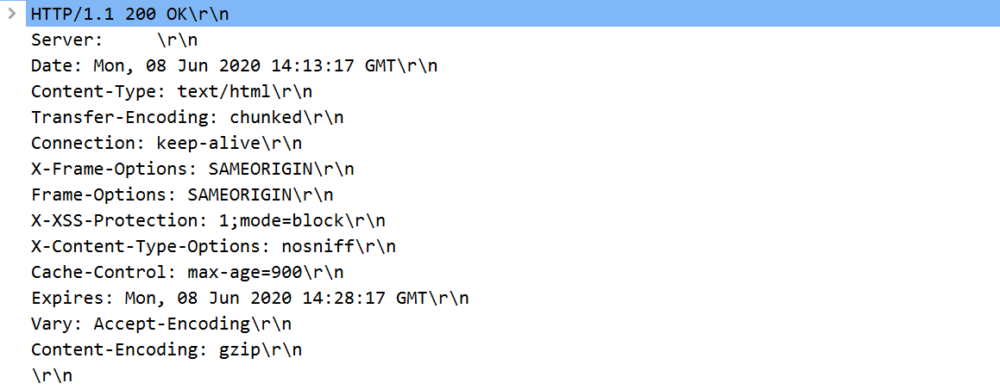 HTTP/1.1 200 OK\r\n
Server:     \r\n
Date: Mon, 08 Jun 2020 14:13:17 GMT\r\n
Content-Type: text/html\r\n
Transfer-Encoding: chunked\r\n
Connection: keep-alive\r\n
X-Frame-Options: SAMEORIGIN\r\n
Frame-Options: SAMEORIGIN\r\n
X-XSS-Protection: 1;mode=block\r\n
X-Content-Type-Options: nosniff\r\n
Cache-Control: max-age=900\r\n
Expires: Mon, 08 Jun 2020 14:28:17 GMT\r\n
Vary: Accept-Encoding\r\n
Content-Encoding: gzip\r\n
\r\n